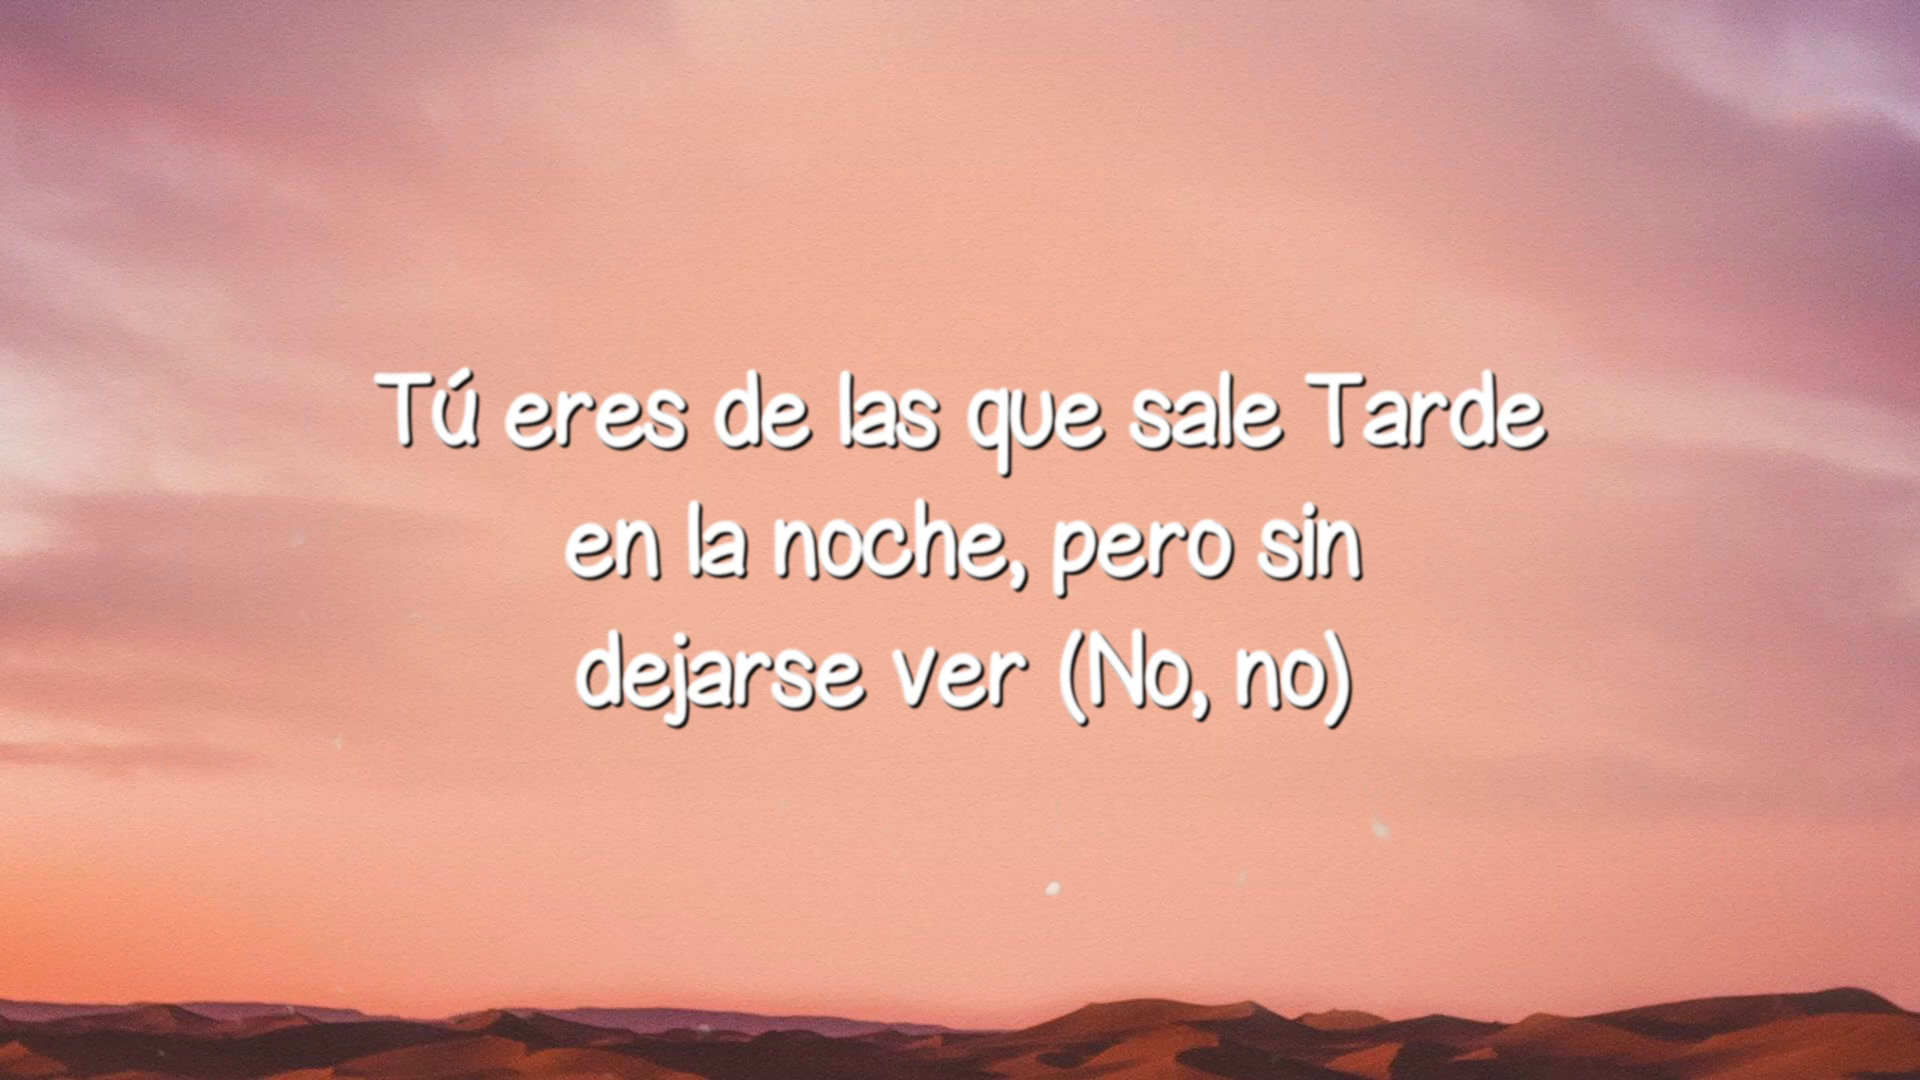 Tú eres de las que sale Tarde
en la noche, pero sin
dejarse ver (No, no)